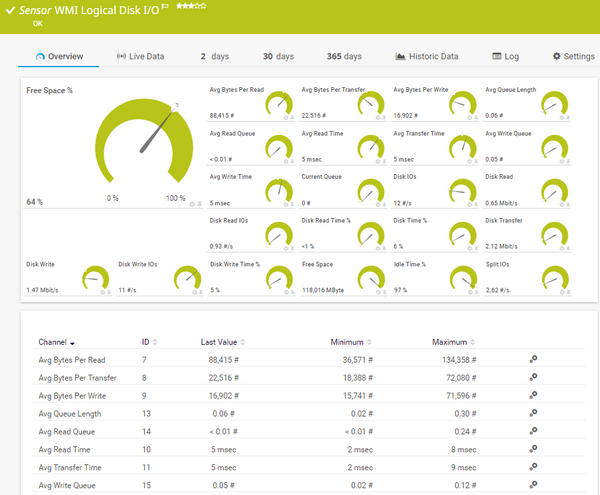 Sensor WMI Logical Disk I/O
OK
Overview Live Data 2 days 30 days 365 days Historic Data Log Settings
Free Space %
0 % 100 %
64 %
Avg Bytes Per Read Avg Bytes Per Transfer Avg Bytes Per Write Avg Queue Length
88,415 # 22,516 # 16,902 # 0.06 #
Avg Read Queue Avg Read Time Avg Transfer Time Avg Write Queue
< 0.01 # 5 msec 5 msec 0.05 #
Avg Write Time Current Queue Disk IOs Disk Read
5 msec 0 # 12 #/s 0.65 Mbit/s
Disk Read IOs Disk Read Time % Disk Time % Disk Transfer
0.93 #/s <1 % 6 % 2.12 Mbit/s
Disk Write Disk Write IOs Disk Write Time % Free Space Idle Time % Split IOs
1.47 Mbit/s 11 #/s 5 % 118,016 MByte 97 % 2.62 #/s
Channel ID Last Value Minimum Maximum
Avg Bytes Per Read 7 88,415 # 36,571 # 134,358 #
Avg Bytes Per Transfer 8 22,516 # 18,388 # 72,080 #
Avg Bytes Per Write 9 16,902 # 15,741 # 71,596 #
Avg Queue Length 13 0.06 # 0.02 # 0.30 #
Avg Read Queue 14 < 0.01 # < 0.01 # 0.24 #
Avg Read Time 10 5 msec 2 msec 8 msec
Avg Transfer Time 11 5 msec 2 msec 9 msec
Avg Write Queue 15 0.05 # 0.02 # 0.12 #